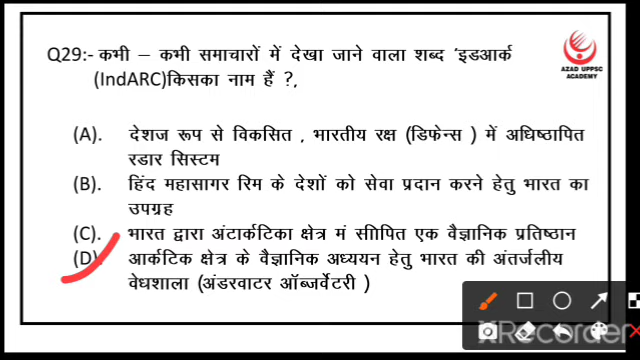 Q29:- कभी – कभी समाचारों में देखा जाने वाला शब्द 'इडआर्क
(IndARC)किसका नाम हैं ?,
AZAD UPPSC
ACADEMY
(A). देशज रूप से विकसित , भारतीय रक्ष (डिफेन्स ) में अधिष्ठापित
रडार सिस्टम
(B). हिंद महासागर रिम के देशों को सेवा प्रदान करने हेतु भारत का
उपग्रह
(C). भारत द्वारा अंटार्कटिका क्षेत्र मं सीोपित एक वैज्ञानिक प्रतिष्ठान
(D). आर्कटिक क्षेत्र के वैज्ञानिक अध्ययन हेतु भारत की अंतर्जलीय
वेधशाला (अंडरवाटर ऑब्जर्वेटरी )
XRecorder